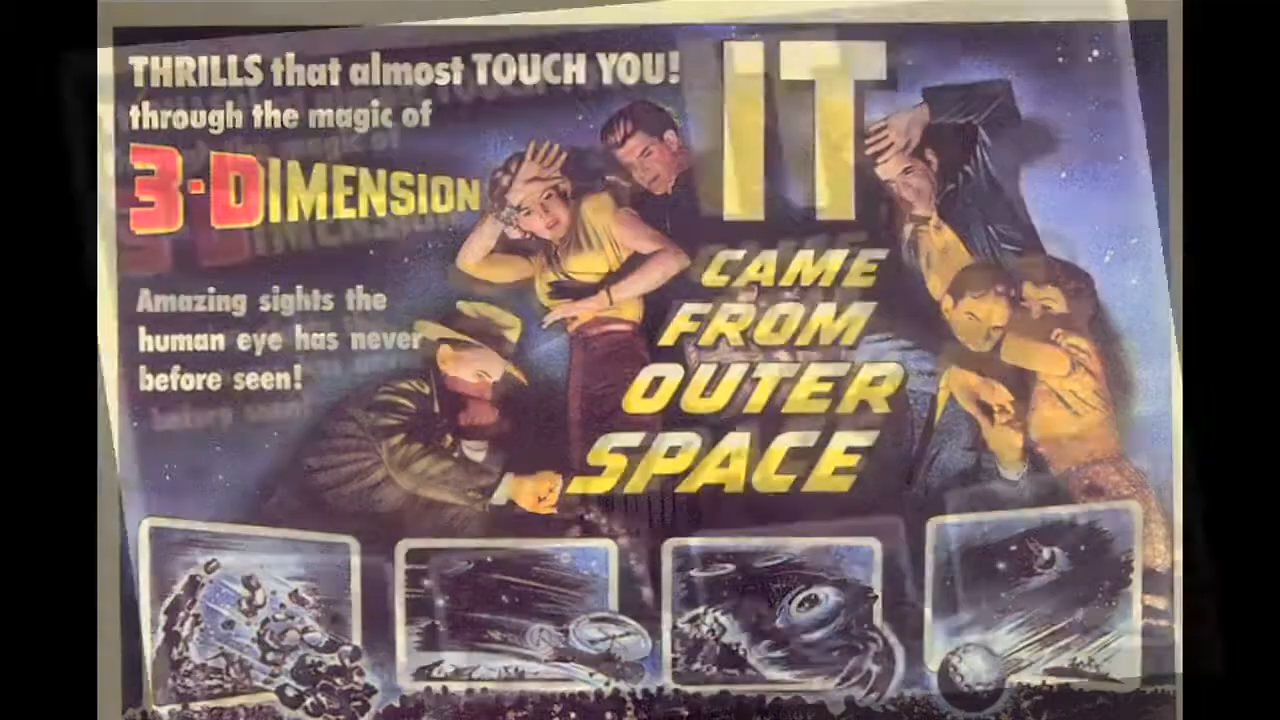 THRILLS that almost TOUCH YOU!
through the magic of
3-DIMENSION
Amazing sights the
human eye has never
before seen!
IT
CAME
FROM
OUTER
SPACE